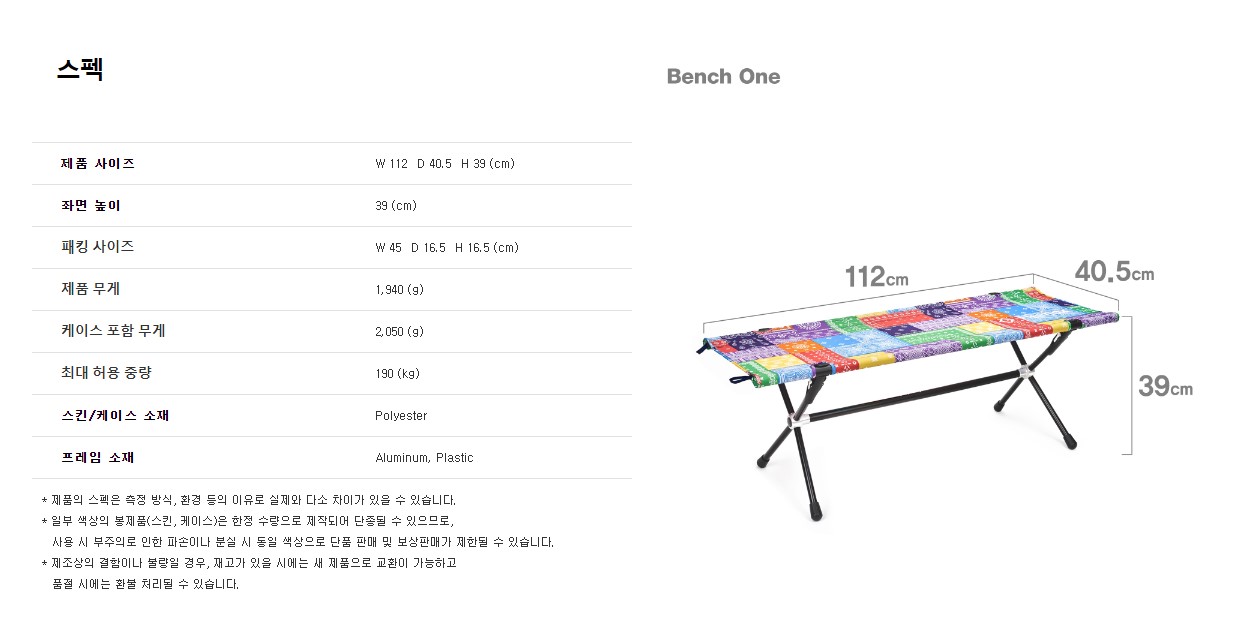 스펙
제품 사이즈 W 112 D 40.5 H 39 (cm)
좌면 높이 39 (cm)
패킹 사이즈 W 45 D 16.5 H 16.5 (cm)
제품 무게 1,940 (g)
케이스 포함 무게 2,050 (g)
최대 허용 중량 190 (kg)
스킨/케이스 소재 Polyester
프레임 소재 Aluminum, Plastic
* 제품의 스펙은 측정 방식, 환경 등의 이유로 실제와 다소 차이가 있을 수 있습니다.
* 일부 색상의 봉제품(스킨, 케이스)은 한정 수량으로 제작되어 단종될 수 있으므로,
사용 시 부주의로 인한 파손이나 분실 시 동일 색상으로 단품 판매 및 보상판매가 제한될 수 있습니다.
* 제조상의 결함이나 불량일 경우, 재고가 있을 시에는 새 제품으로 교환이 가능하고
품절 시에는 환불 처리될 수 있습니다.
Bench One
112cm
40.5cm
39cm